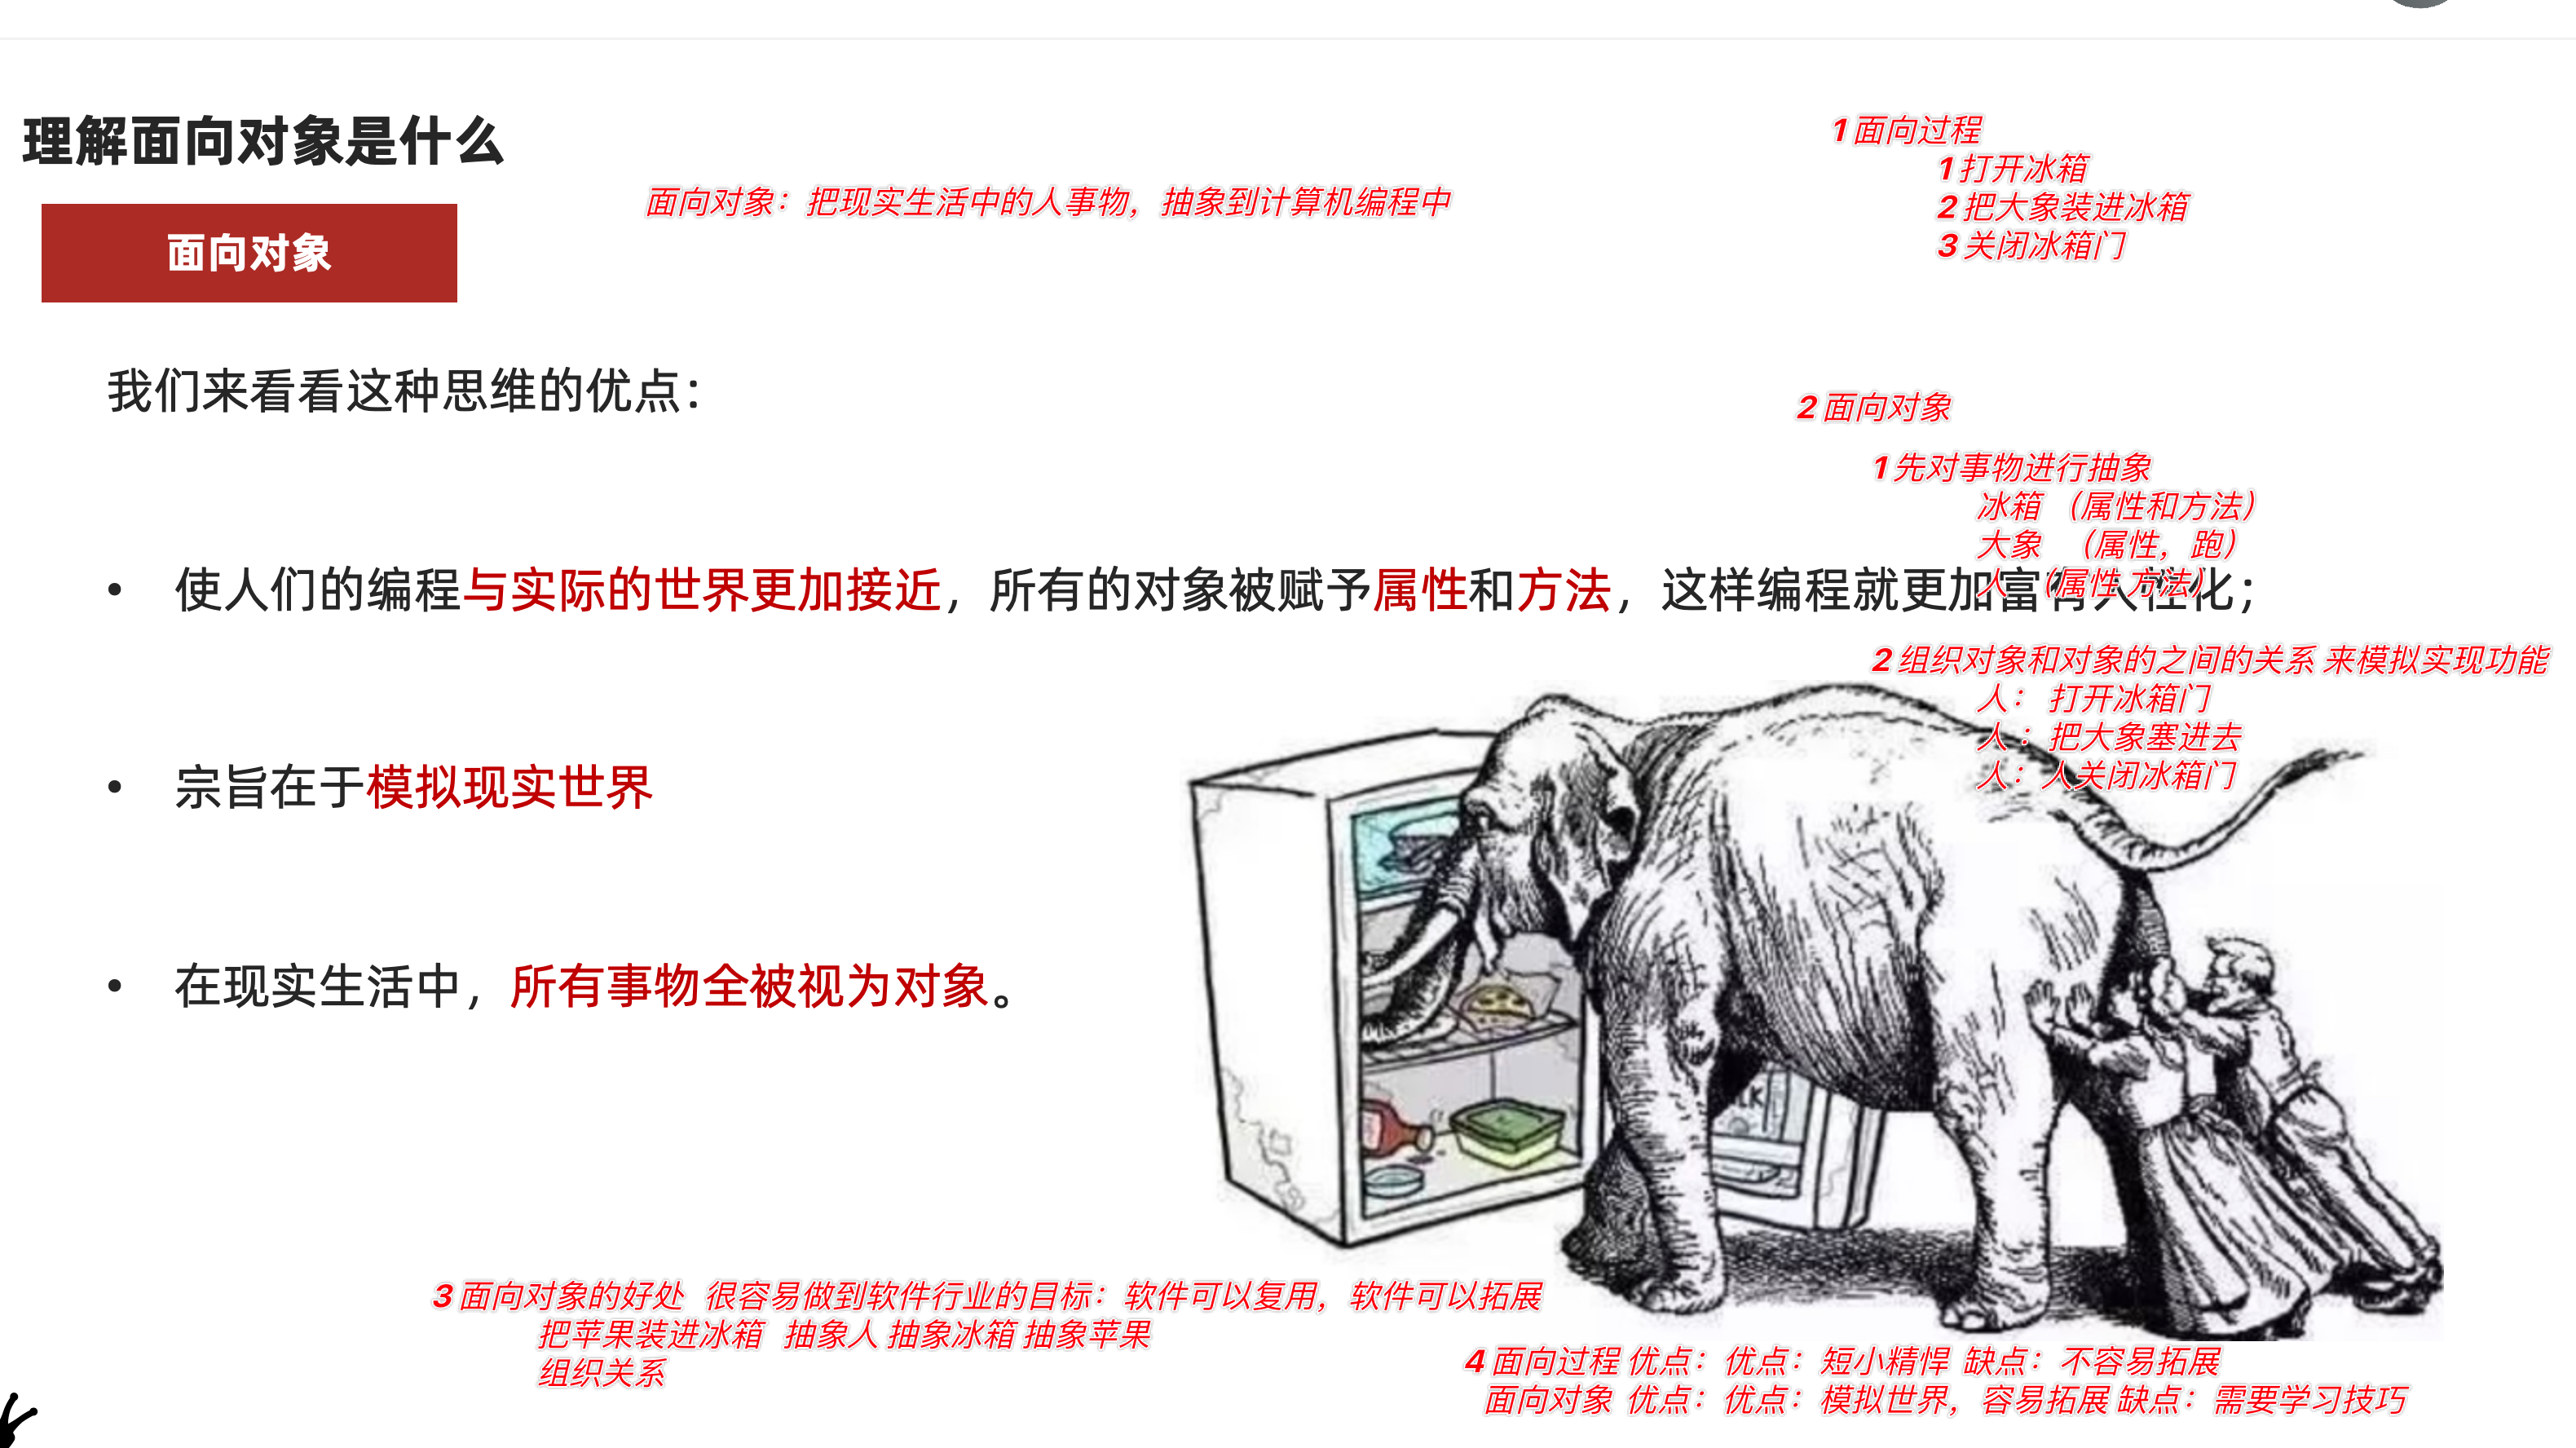 理解面向对象是什么
面向对象：把现实生活中的人事物，抽象到计算机编程中
面向对象
1 面向过程
1 打开冰箱
2 把大象装进冰箱
3 关闭冰箱门
我们来看看这种思维的优点：
2 面向对象
1 先对事物进行抽象
冰箱 （属性和方法）
大象 （属性，跑）
人 （属性 方法）
• 使人们的编程与实际的世界更加接近，所有的对象被赋予属性和方法，这样编程就更加富有人性化；
2 组织对象和对象的之间的关系 来模拟实现功能
人： 打开冰箱门
人 ：把大象塞进去
人： 人关闭冰箱门
• 宗旨在于模拟现实世界
• 在现实生活中，所有事物全被视为对象。
3 面向对象的好处 很容易做到软件行业的目标：软件可以复用，软件可以拓展
把苹果装进冰箱 抽象人 抽象冰箱 抽象苹果
组织关系
4 面向过程 优点：优点：短小精悍 缺点：不容易拓展
面向对象 优点：优点：模拟世界，容易拓展 缺点：需要学习技巧